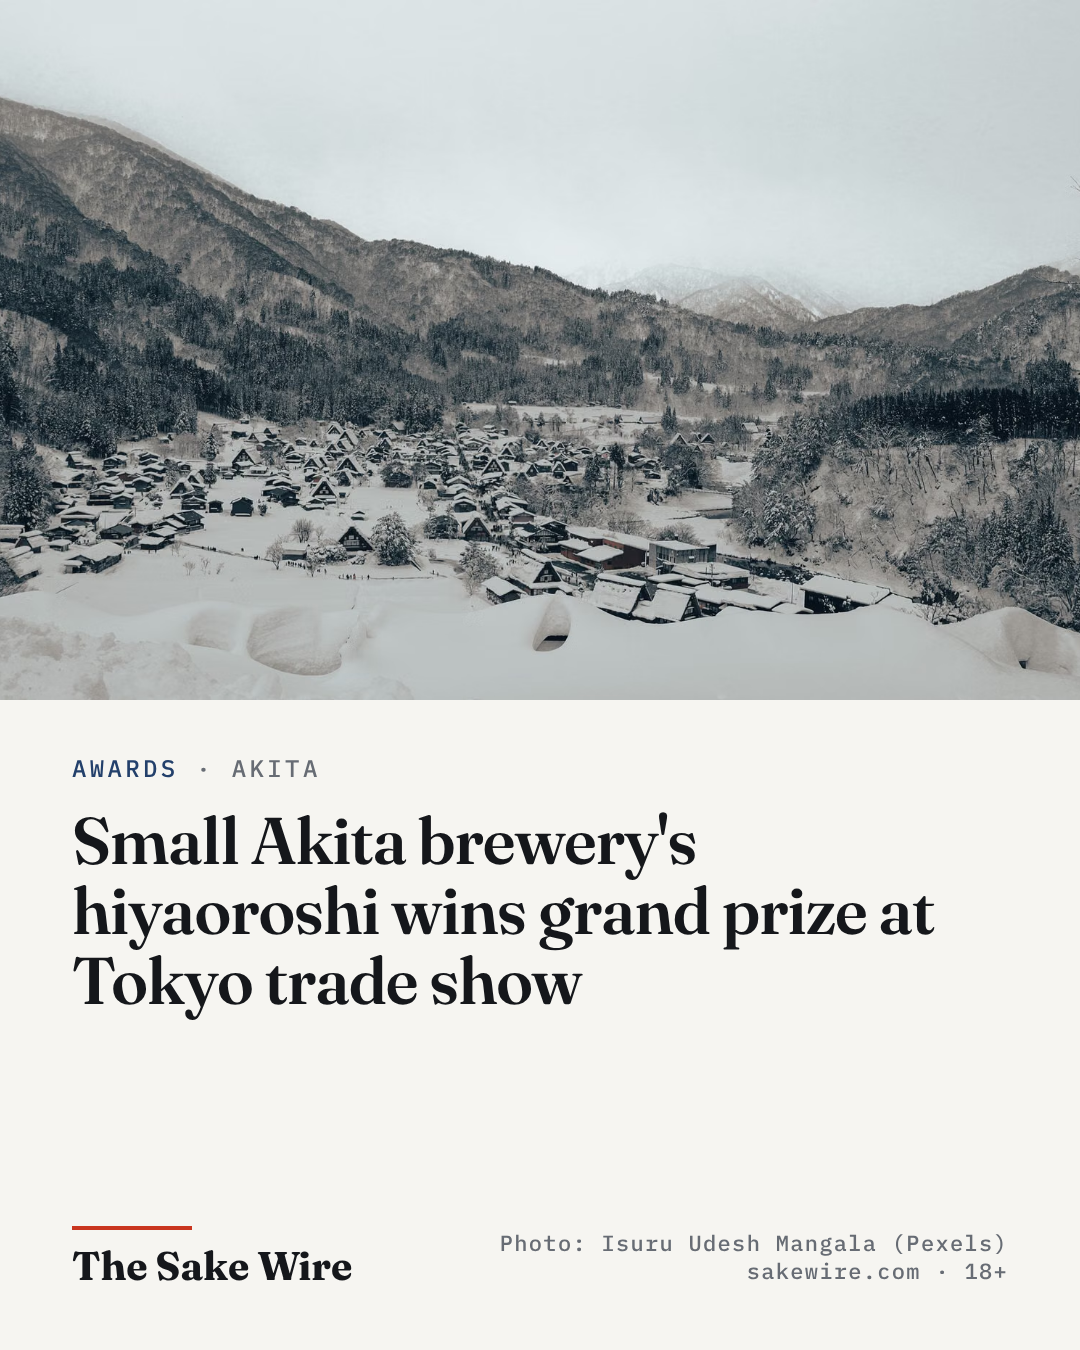 AWARDS · AKITA
Small Akita brewery's
hiyaoroshi wins grand prize at
Tokyo trade show
The Sake Wire
Photo: Isuru Udesh Mangala (Pexels)
sakewire.com · 18+